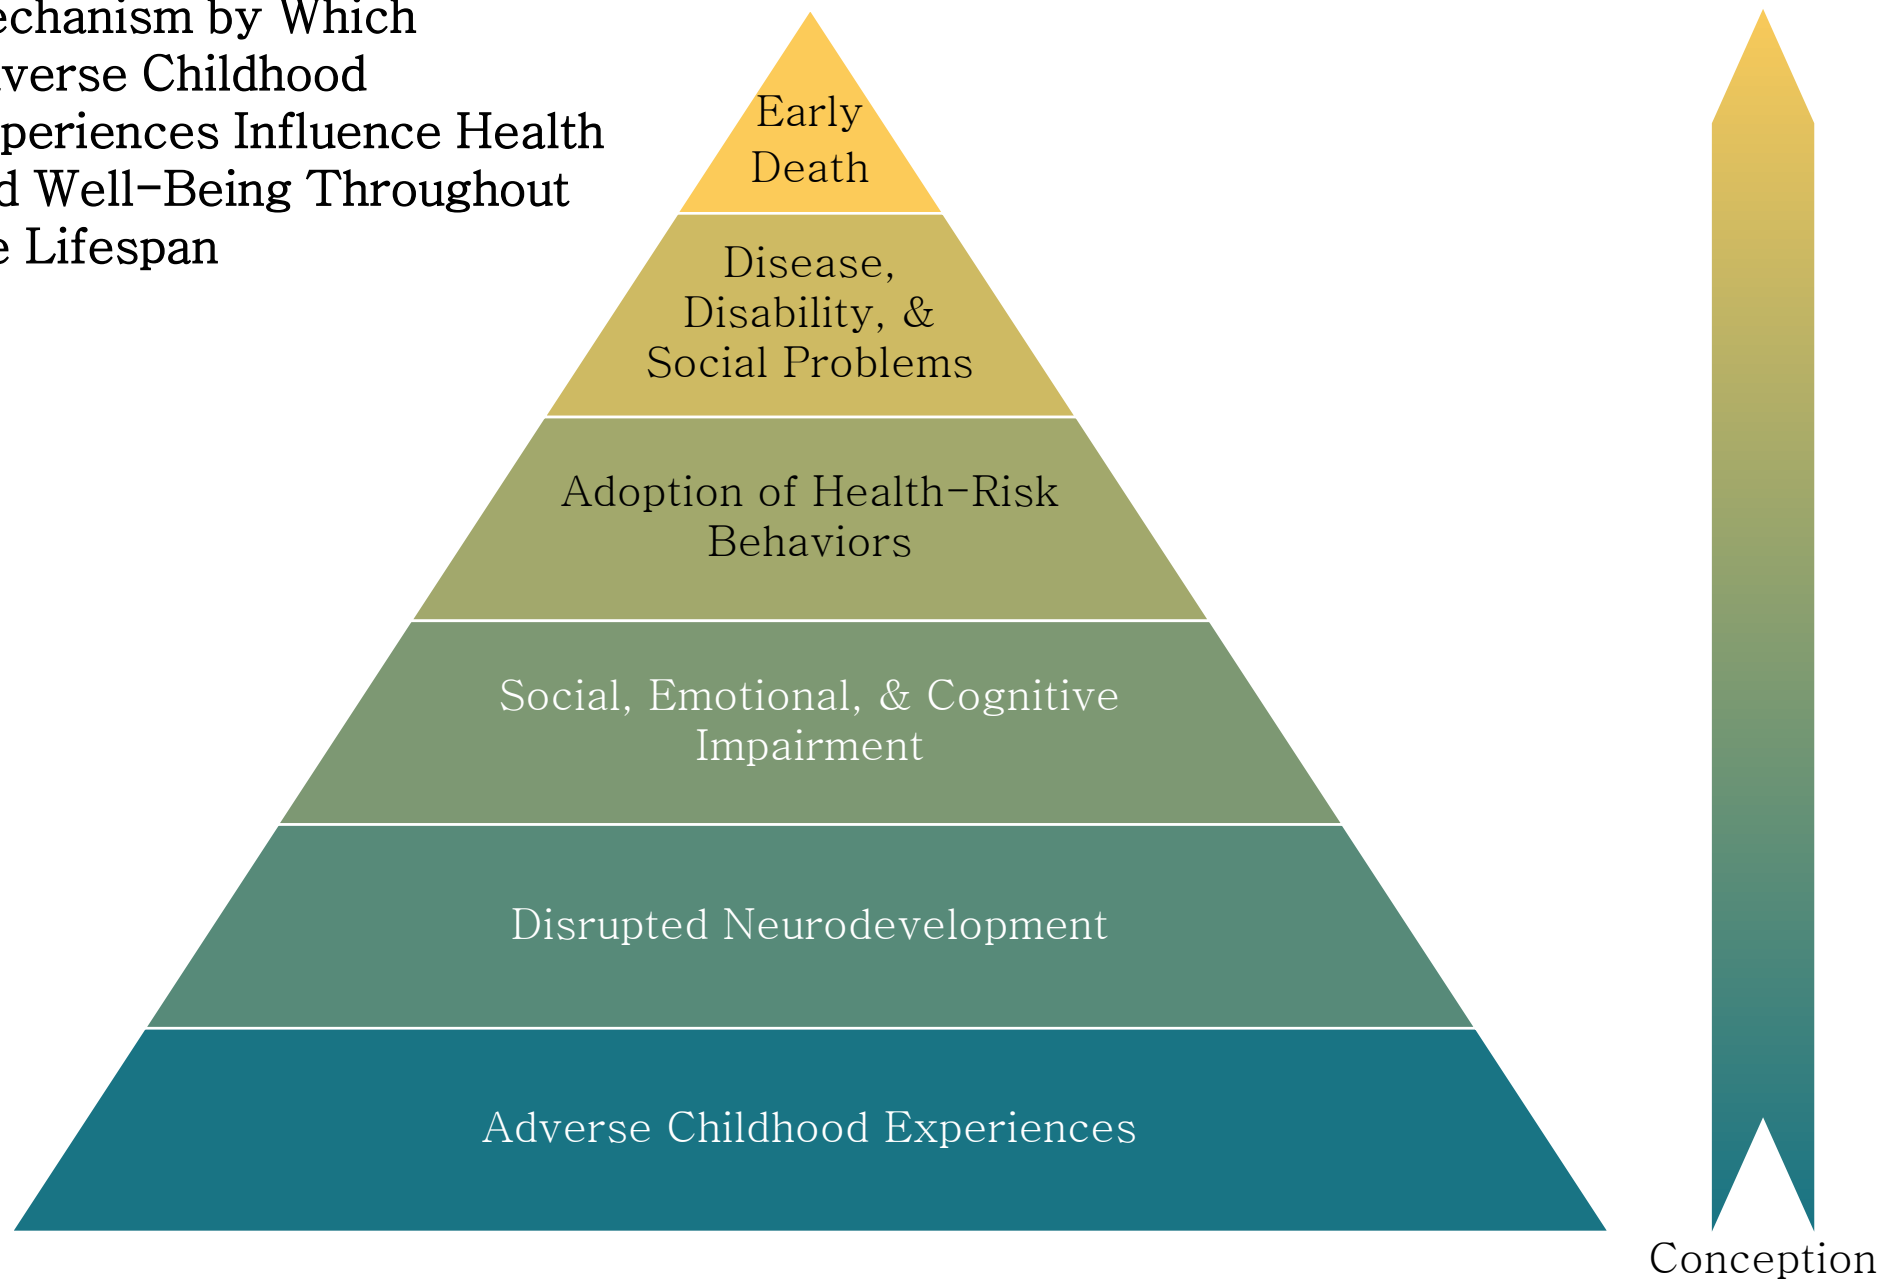 echanism by Which
verse Childhood
periences Influence Health
d Well-Being Throughout
e Lifespan
Early
Death
Disease,
Disability, &
Social Problems
Adoption of Health-Risk
Behaviors
Social, Emotional, & Cognitive
Impairment
Disrupted Neurodevelopment
Adverse Childhood Experiences
Conception